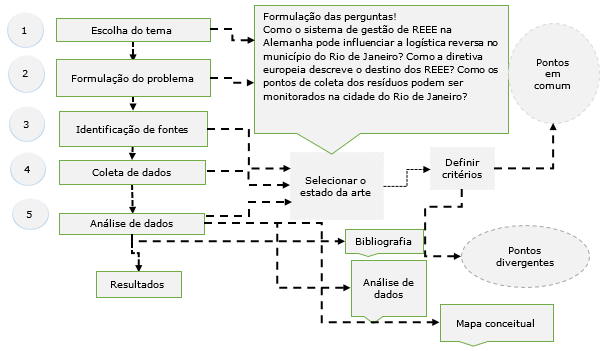 1
Escolha do tema
2
Formulação do problema
3
Identificação de fontes
4
Coleta de dados
5
Análise de dados
Resultados
Formulação das perguntas!
Como o sistema de gestão de REEE na
Alemanha pode influenciar a logística reversa no
município do Rio de Janeiro? Como a diretiva
europeia descreve o destino dos REEE? Como os
pontos de coleta dos resíduos podem ser
monitorados na cidade do Rio de Janeiro?
Selecionar o
estado da arte
Definir
critérios
Pontos
em
comum
Pontos
divergentes
Bibliografia
Análise de
dados
Mapa conceitual